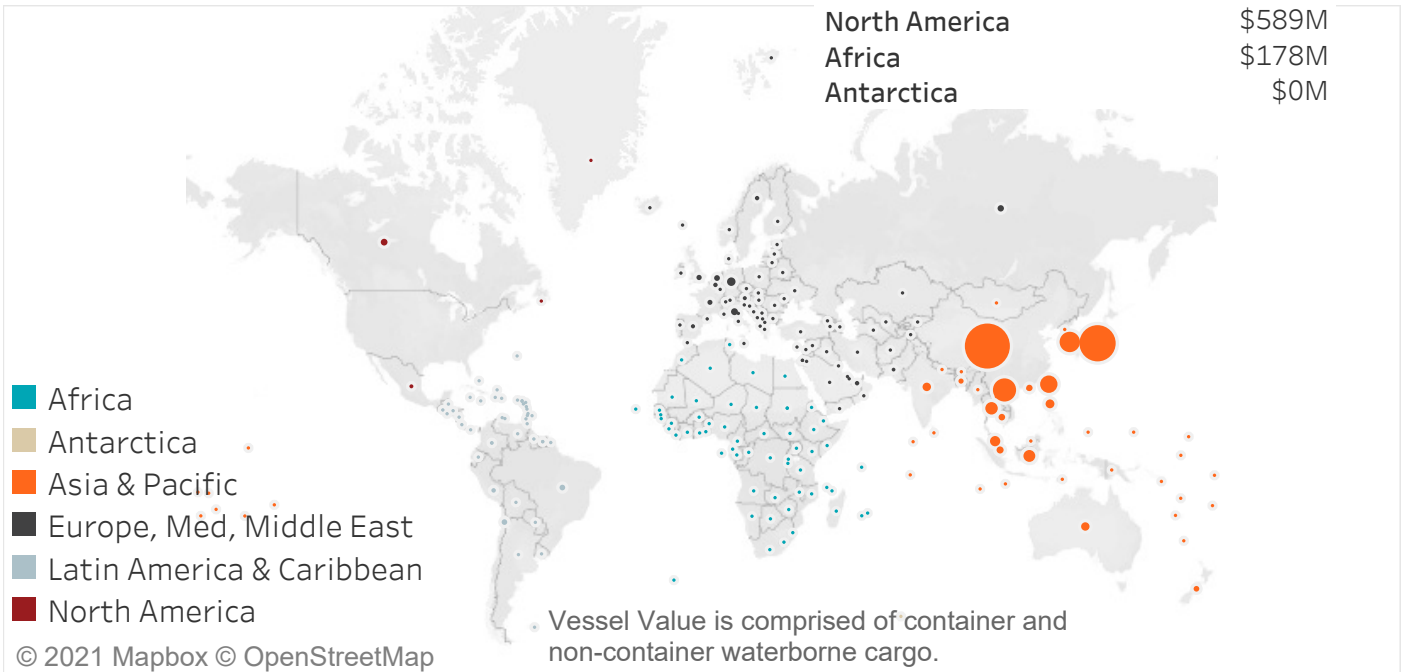 North America $589M
Africa $178M
Antarctica $0M
Africa
Antarctica
Asia & Pacific
Europe, Med, Middle East
Latin America & Caribbean
North America
Vessel Value is comprised of container and
non-container waterborne cargo.
© 2021 Mapbox © OpenStreetMap